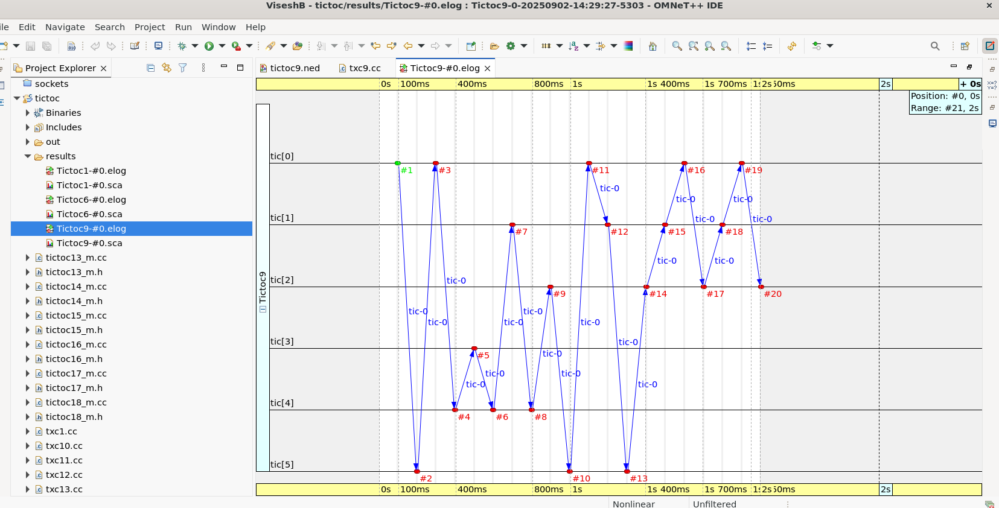 ViseshB - tictoc/results/Tictoc9-#0.elog : Tictoc9-0-20250902-14:29:27-5303 - OMNeT++ IDE
ile Edit Navigate Search Project Run Window Help
Project Explorer
sockets
tictoc
Binaries
Includes
out
results
Tictoc1-#0.elog
Tictoc1-#0.sca
Tictoc6-#0.elog
Tictoc6-#0.sca
Tictoc9-#0.elog
Tictoc9-#0.sca
tictoc13_m.cc
tictoc13_m.h
tictoc14_m.cc
tictoc14_m.h
tictoc15_m.cc
tictoc15_m.h
tictoc16_m.cc
tictoc16_m.h
tictoc17_m.cc
tictoc17_m.h
tictoc18_m.cc
tictoc18_m.h
txc1.cc
txc10.cc
txc11.cc
txc12.cc
txc13.cc
tictoc9.ned txc9.cc Tictoc9-#0.elog
0s 100ms 400ms 800ms 1s 1s 400ms 1s 700ms 2s 2s + 0s
Position: #0, 0s
Range: #21, 2s
Tictoc9
tic[0]
#1 #3 #11 #16 #19
tic-0
tic-0 tic-0
tic[1]
tic-0 tic-0
#7 #12 #15 #18
tic-0 tic-0
tic[2]
tic-0
#9 #14 #17 #20
tic-0 tic-0
tic-0 tic-0 tic-0
tic[3]
tic-0
#5 tic-0
tic-0 tic-0
tic-0 tic-0
tic[4]
#4 #6 #8
tic[5]
#2 #10 #13
0s 100ms 400ms 800ms 1s 1s 400ms 1s 700ms 2s 2s
Nonlinear Unfiltered